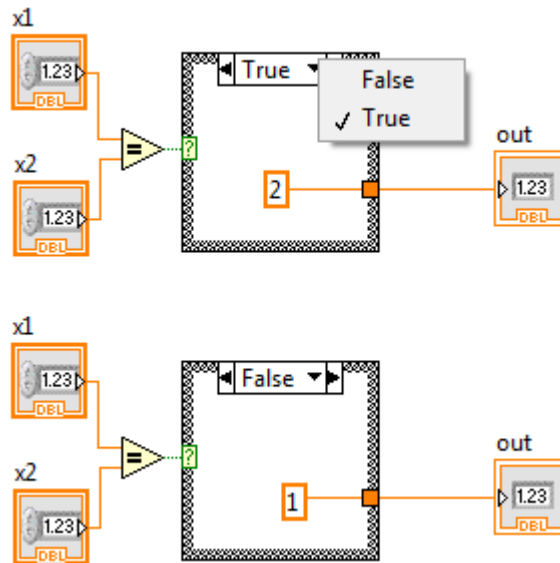 x1
1.23
DBL
True
False
✓ True
=
?
x2
1.23
DBL
2
out
1.23
DBL
x1
1.23
DBL
False
=
?
x2
1.23
DBL
1
out
1.23
DBL